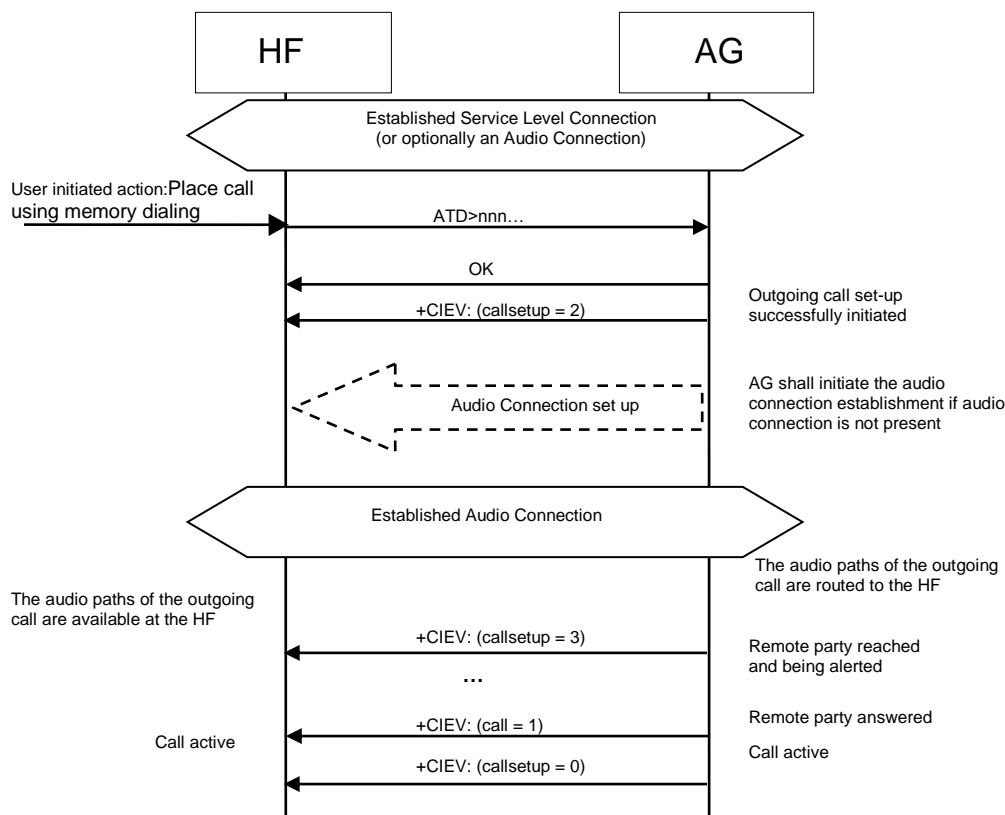 HF
AG
Established Service Level Connection
(or optionally an Audio Connection)
User initiated action:Place call
using memory dialing
ATD>nnn…
OK
+CIEV: (callsetup = 2)
Outgoing call set-up
successfully initiated
Audio Connection set up
AG shall initiate the audio
connection establishment if audio
connection is not present
Established Audio Connection
The audio paths of the outgoing
call are routed to the HF
The audio paths of the outgoing
call are available at the HF
+CIEV: (callsetup = 3)
Remote party reached
and being alerted
…
+CIEV: (call = 1)
Remote party answered
Call active
Call active
+CIEV: (callsetup = 0)